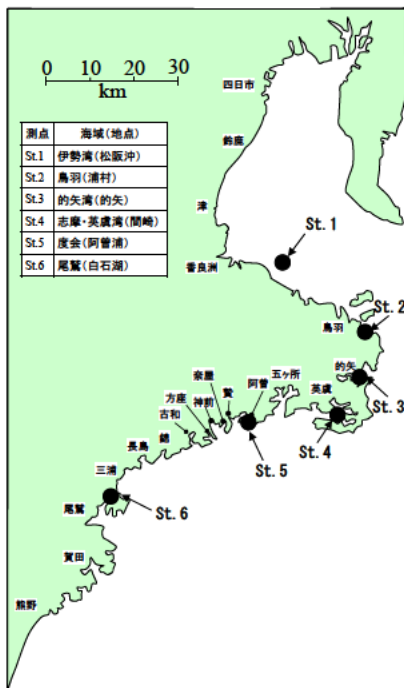 0 10 20 30
km
四日市
鈴鹿
津
香良洲
測点 海域(地点)
St.1 伊勢湾(松阪沖)
St.2 鳥羽(浦村)
St.3 的矢湾(的矢)
St.4 志摩・英虞湾(間崎)
St.5 度会(阿曽浦)
St.6 尾鷲(白石湖)
St.1
St.2
鳥羽
的矢
St.3
英虞
St.4
五ヶ所
阿曽
贄
奈屋
神前
方座
古和
St.5
錦
長島
三浦
St.6
尾鷲
賀田
熊野